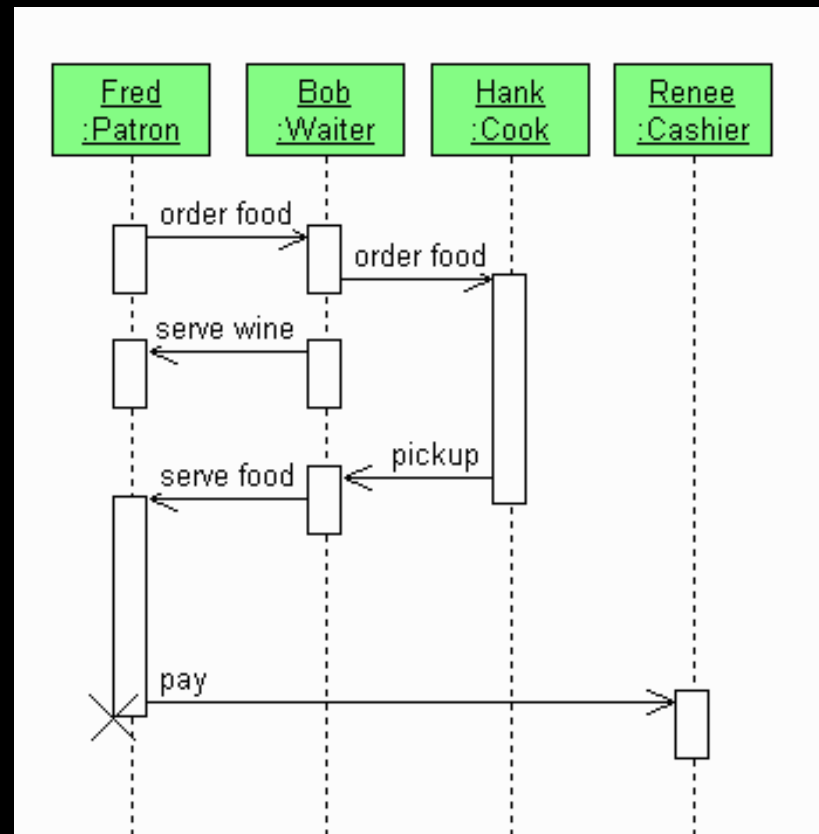 Fred
:Patron
Bob
:Waiter
Hank
:Cook
Renee
:Cashier
order food
order food
serve wine
pickup
serve food
pay